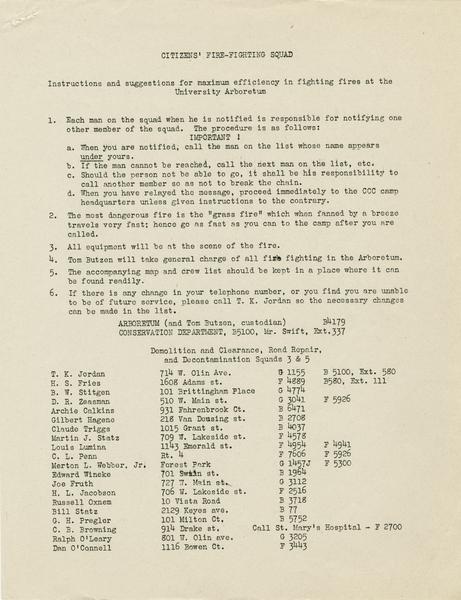 CITIZENS' FIRE-FIGHTING SQUAD
Instructions and suggestions for maximum efficiency in fighting fires at the
University Arboretum
1. Each man on the squad when he is notified is responsible for notifying one
other member of the squad. The procedure is as follows:
IMPORTANT !
a. When you are notified, call the man on the list whose name appears
under yours.
b. If the man cannot be reached, call the next man on the list, etc.
c. Should the person not be able to go, it shall be his responsibility to
call another member so as not to break the chain.
d. When you have relayed the message, proceed immediately to the CCC camp
headquarters unless given instructions to the contrary.
2. The most dangerous fire is the "grass fire" which when fanned by a breeze
travels very fast; hence go as fast as you can to the camp after you are
called.
3. All equipment will be at the scene of the fire.
4. Tom Butzen will take general charge of all fire fighting in the Arboretum.
5. The accompanying map and crew list should be kept in a place where it can
be found readily.
6. If there is any change in your telephone number, or you find you are unable
to be of future service, please call T. K. Jordan so the necessary changes
can be made in the list.
ARBORETUM (and Tom Butzen, custodian) B4179
CONSERVATION DEPARTMENT, B5100, Mr. Swift, Ext.337
Demolition and Clearance, Road Repair,
and Decontamination Squads 3 & 5
T. K. Jordan 714 W. Olin Ave. G 1155 B 5100, Ext. 580
H. S. Fries 1608 Adams st. F 4889 B580, Ext. 111
B. W. Stitgen 101 Brittingham Place G 4774
D. R. Zeasman 510 W. Main st. G 3041 F 5926
Archie Calkins 931 Fahrenbrook Ct. B 6471
Gilbert Hagene 218 Van Deusing st. B 2708
Claude Triggs 1015 Grant st. B 4037
Martin J. Statz 709 W. Lakeside F 4578
Louis Lumina 1143 Emerald st. F 4954 F 4941
C. L. Penn Rt. 4 F 7606 F 5926
Merton L. Webber, Jr. Forest Park G 1457J F 5300
Edward Wineke 701 Swain st. B 1964
Joe Fruth 727 W. Main st. G 3112
H. L. Jacobson 706 W. Lakeside st. F 2516
Russell Oxnem 10 Vista Road B 3718
Bill Statz 2129 Keyes ave. B 77
G. H. Pregler 101 Milton Ct. B 5752
C. B. Browning 914 Drake st. Call St. Mary's Hospital - F 2700
Ralph O'Leary 801 W. Olin ave. G 3205
Dan O'Connell 1116 Bowen Ct. F 3443